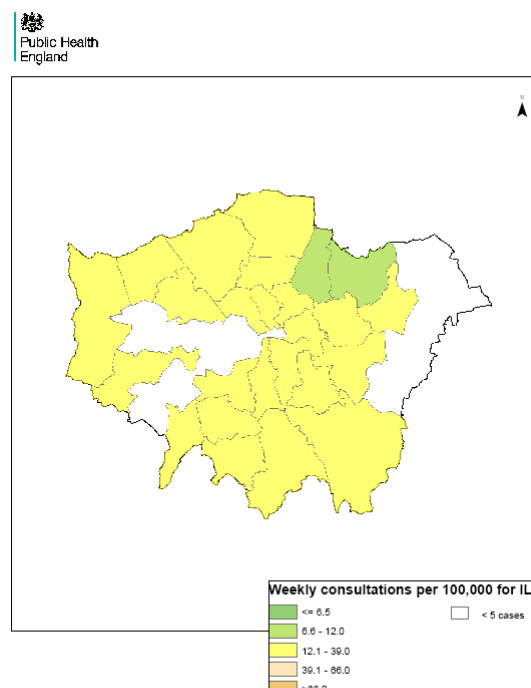 Public Health
England
N
Weekly consultations per 100,000 for IL
<= 6.5
< 5 cases
6.6 - 12.0
12.1 - 39.0
39.1 - 66.0